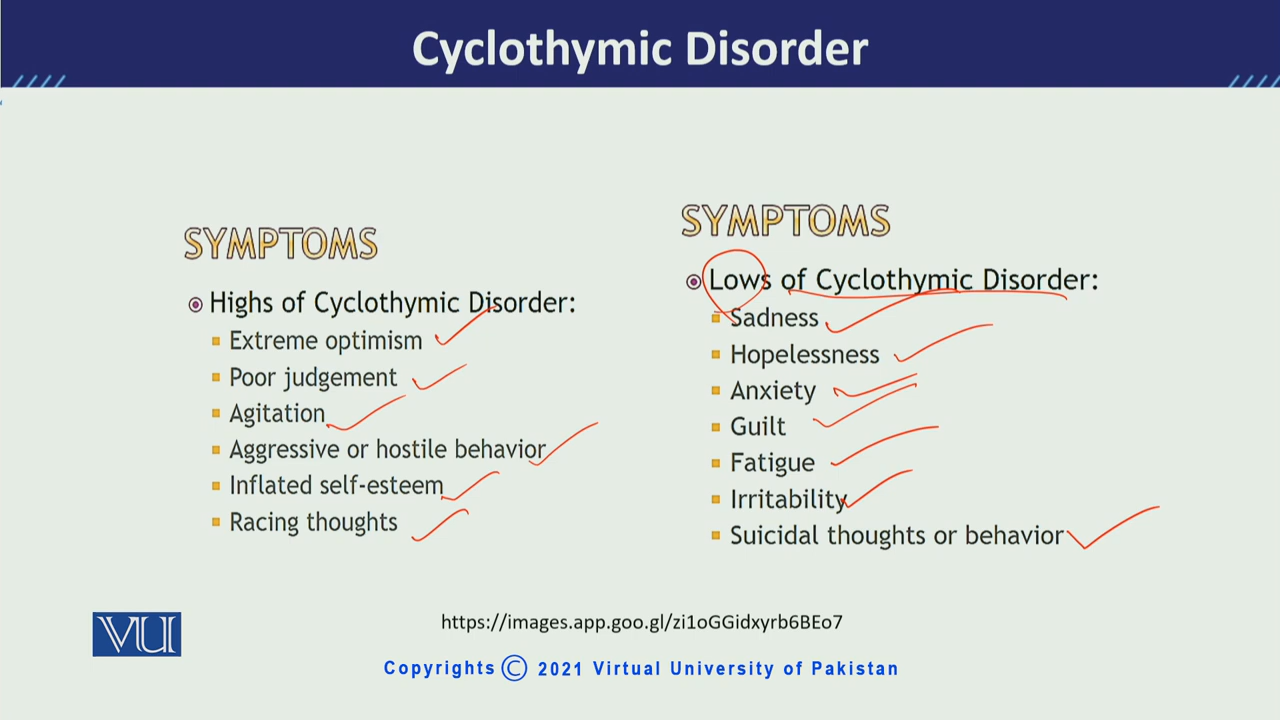 Cyclothymic Disorder
SYMPTOMS
Highs of Cyclothymic Disorder:
Extreme optimism
Poor judgement
Agitation
Aggressive or hostile behavior
Inflated self-esteem
Racing thoughts
SYMPTOMS
Lows of Cyclothymic Disorder:
Sadness
Hopelessness
Anxiety
Guilt
Fatigue
Irritability
Suicidal thoughts or behavior
https://images.app.goo.gl/zi1oGGidxyrb6BEo7
VU
Copyrights © 2021 Virtual University of Pakistan